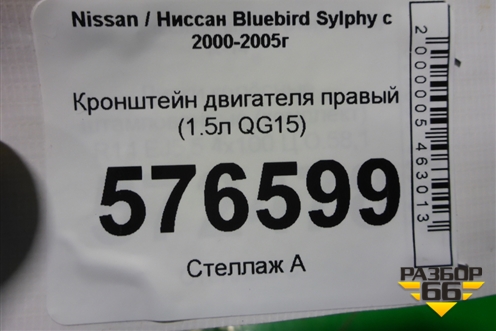 Nissan / Ниссан Bluebird Sylphy с
2000-2005г
Кронштейн двигателя правый
(1.5л QG15)
576599
Стеллаж А
2000005463013
РАЗБОР
66